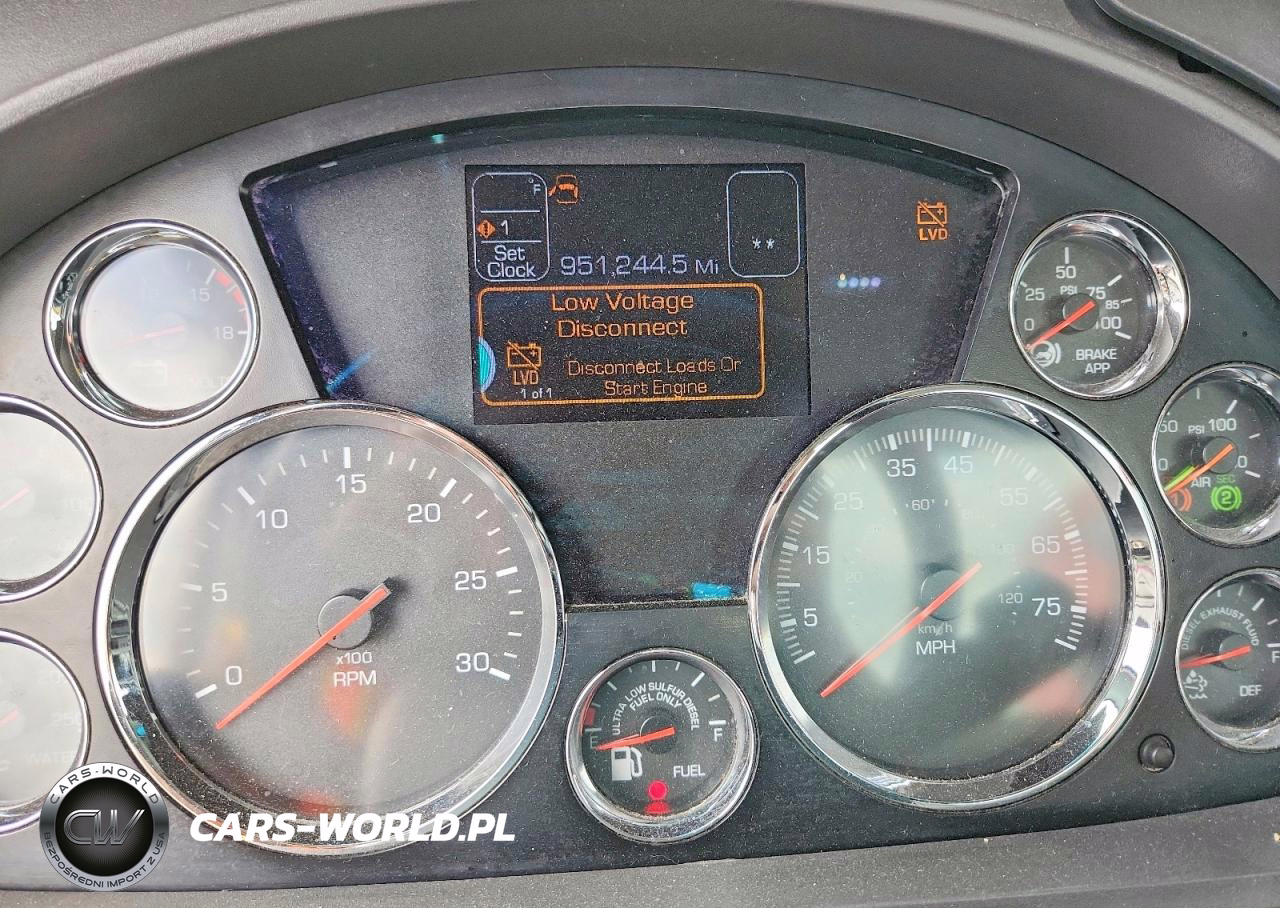 °F
1
Set
Clock
**
951,244.5 Mi
Low Voltage
Disconnect
LVD
Disconnect Loads Or
Start Engine
1 of 1
LVD
15
18
0
5
10
15
20
25
30
x100
RPM
5
15
25
35
45
55
65
75
60
120
km/h
MPH
ULTRA LOW SULFUR DIESEL
FUEL ONLY
E
F
FUEL
0
25
50
75
85
100
PSI
BRAKE
APP
50
PSI
100
0
AIR
SEC
1
2
DIESEL EXHAUST FLUID
F
DEF
WATER
CARS-WORLD
CW
BEZPOŚREDNI IMPORT Z USA
CARS-WORLD.PL